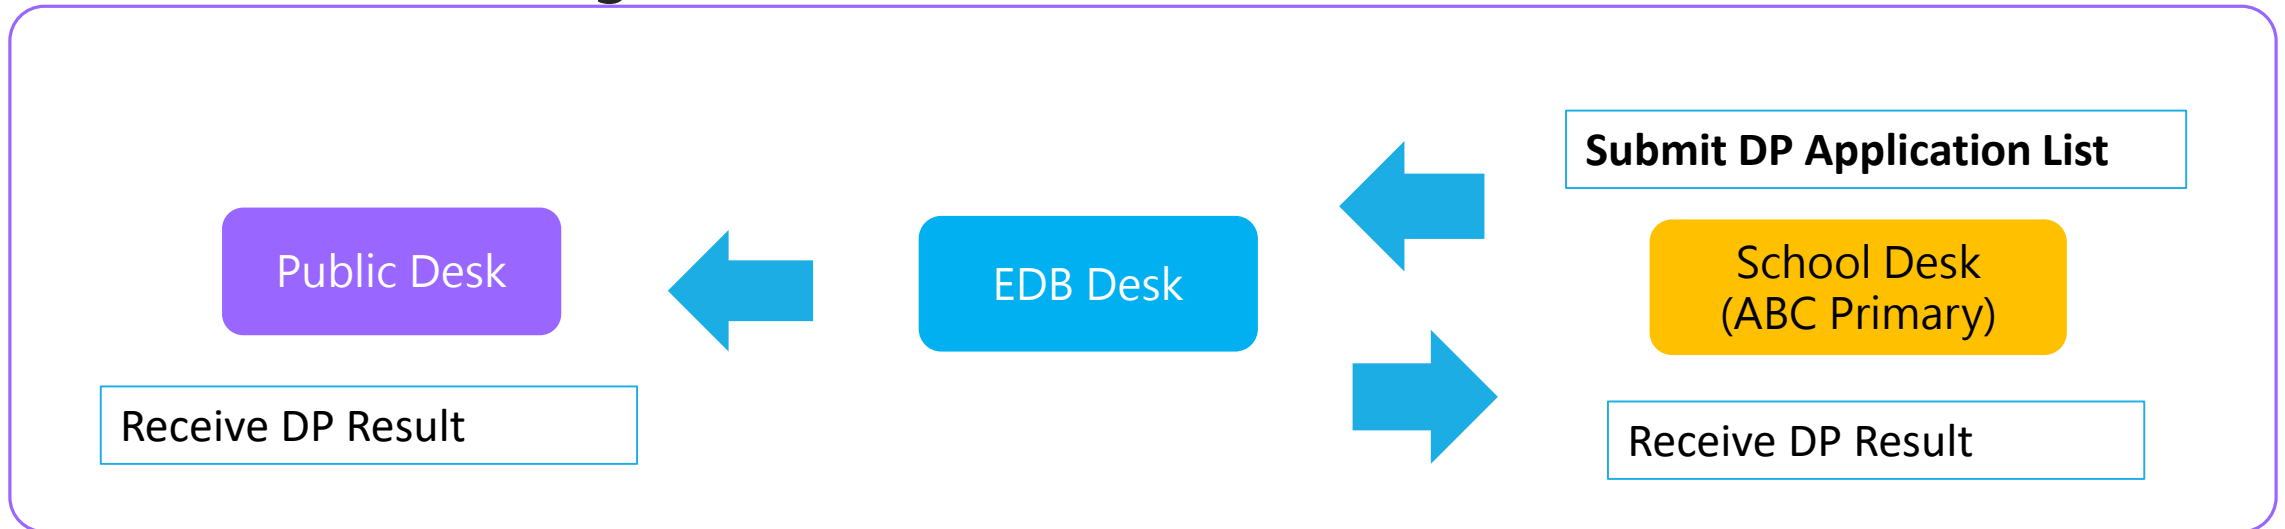 Submit DP Application List
Public Desk
EDB Desk
School Desk
(ABC Primary)
Receive DP Result
Receive DP Result